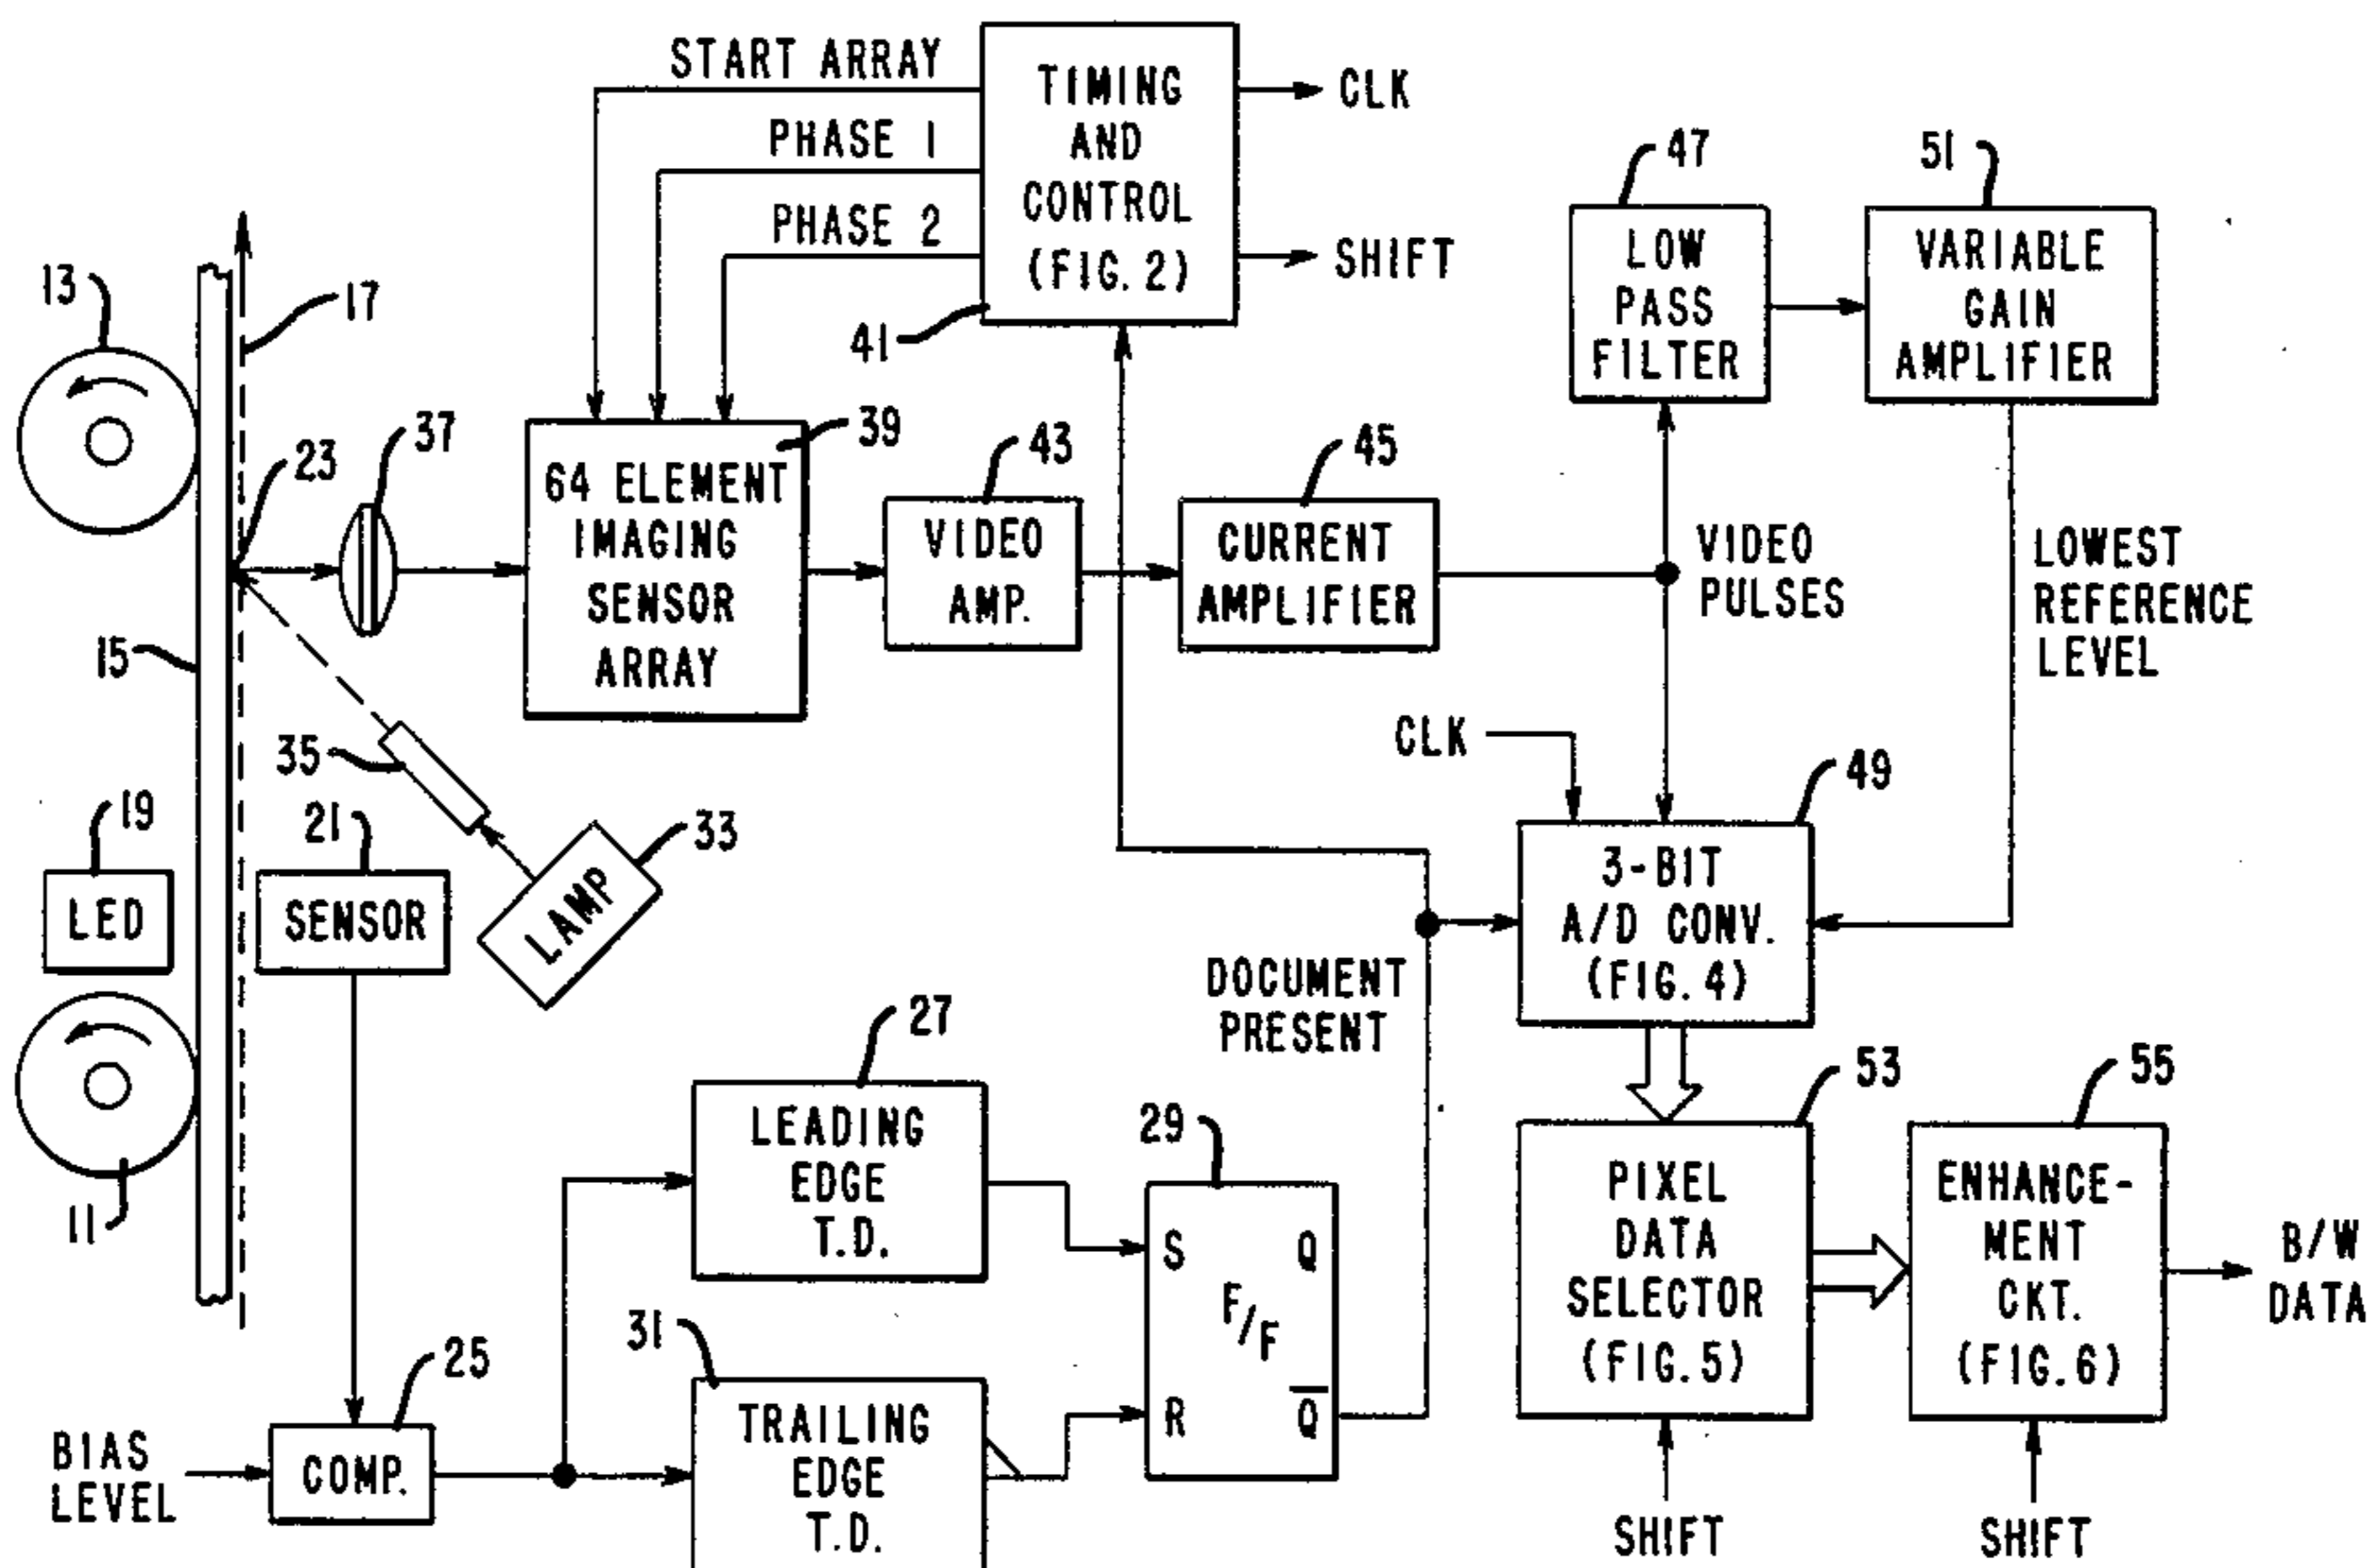 START ARRAY
PHASE 1
PHASE 2
TIMING
AND
CONTROL
(FIG. 2)
41
CLK
SHIFT
47
LOW
PASS
FILTER
51
VARIABLE
GAIN
AMPLIFIER
13
17
23
37
15
39
64 ELEMENT
IMAGING
SENSOR
ARRAY
43
VIDEO
AMP.
45
CURRENT
AMPLIFIER
VIDEO
PULSES
LOWEST
REFERENCE
LEVEL
35
33
LAMP
19
LED
21
SENSOR
11
CLK
49
3-BIT
A/D CONV.
(FIG. 4)
DOCUMENT
PRESENT
27
LEADING
EDGE
T.D.
29
S
Q
F/F
R
Q̅
31
TRAILING
EDGE
T.D.
25
COMP.
BIAS
LEVEL
53
PIXEL
DATA
SELECTOR
(FIG. 5)
SHIFT
55
ENHANCE-
MENT
CKT.
(FIG. 6)
SHIFT
B/W
DATA